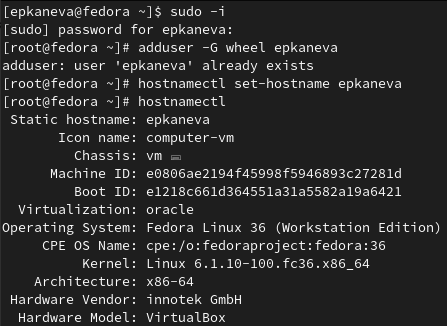 [epkaneva@fedora ~]$ sudo -i
[sudo] password for epkaneva:
[root@fedora ~]# adduser -G wheel epkaneva
adduser: user 'epkaneva' already exists
[root@fedora ~]# hostnamectl set-hostname epkaneva
[root@fedora ~]# hostnamectl
Static hostname: epkaneva
Icon name: computer-vm
Chassis: vm
Machine ID: e0806ae2194f45998f5946893c27281d
Boot ID: e1218c661d364551a31a5582a19a6421
Virtualization: oracle
Operating System: Fedora Linux 36 (Workstation Edition)
CPE OS Name: cpe:/o:fedoraproject:fedora:36
Kernel: Linux 6.1.10-100.fc36.x86_64
Architecture: x86-64
Hardware Vendor: innotek GmbH
Hardware Model: VirtualBox